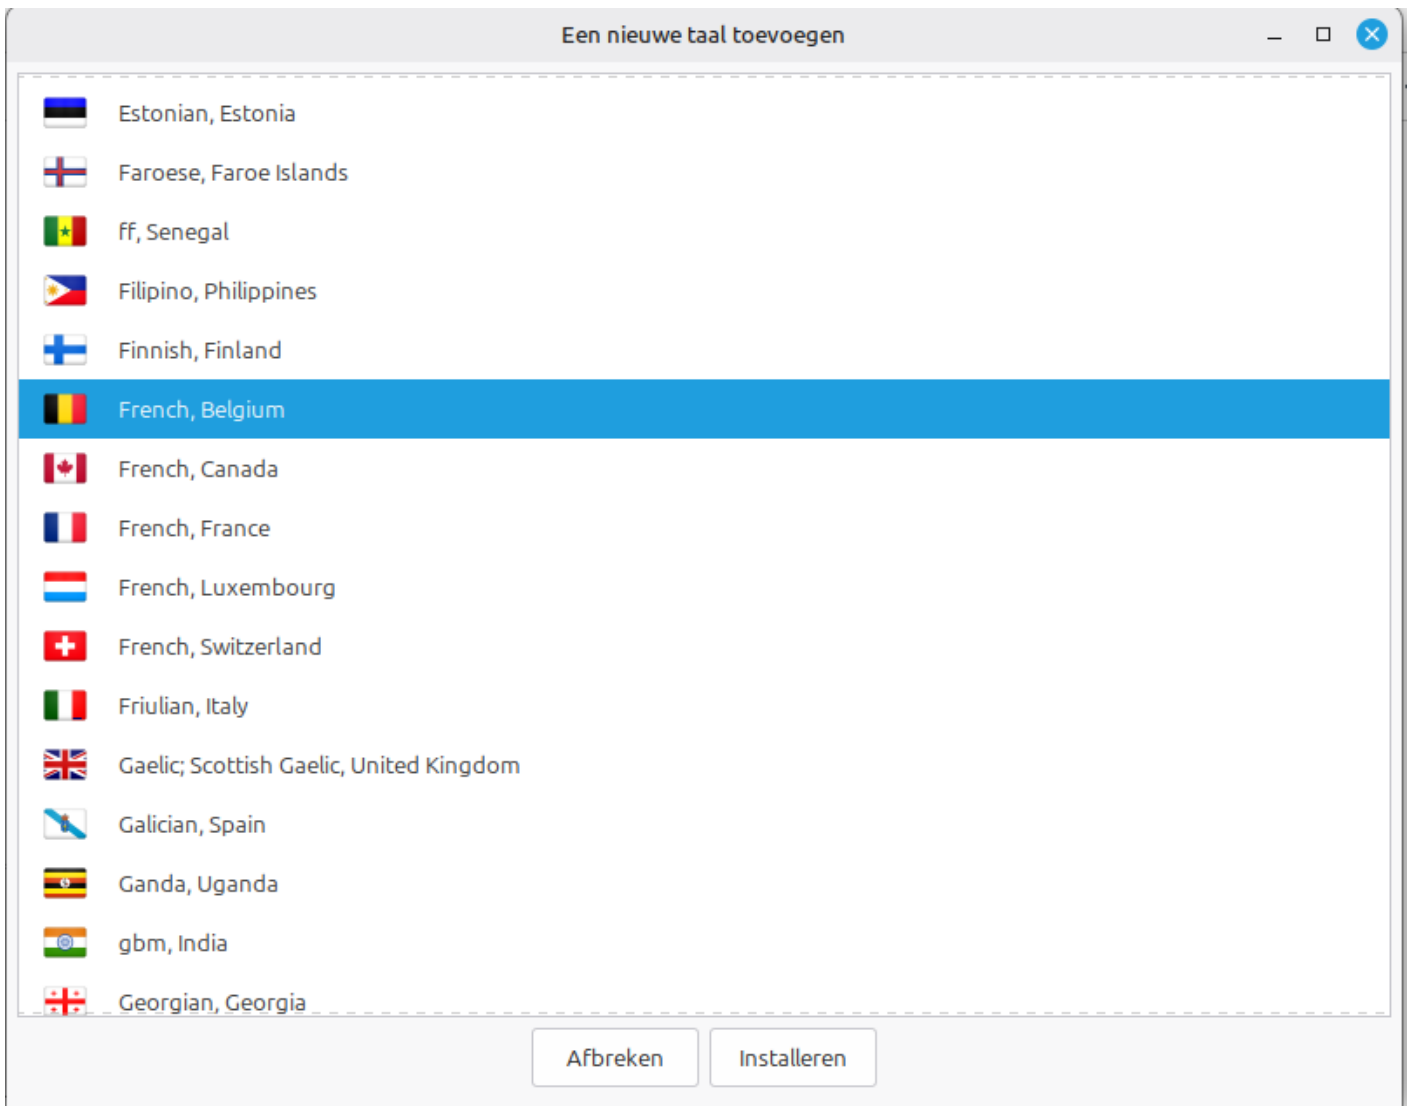 Een nieuwe taal toevoegen
Estonian, Estonia
Faroese, Faroe Islands
ff, Senegal
Filipino, Philippines
Finnish, Finland
French, Belgium
French, Canada
French, France
French, Luxembourg
French, Switzerland
Friulian, Italy
Gaelic; Scottish Gaelic, United Kingdom
Galician, Spain
Ganda, Uganda
gbm, India
Georgian, Georgia
Afbreken Installeren